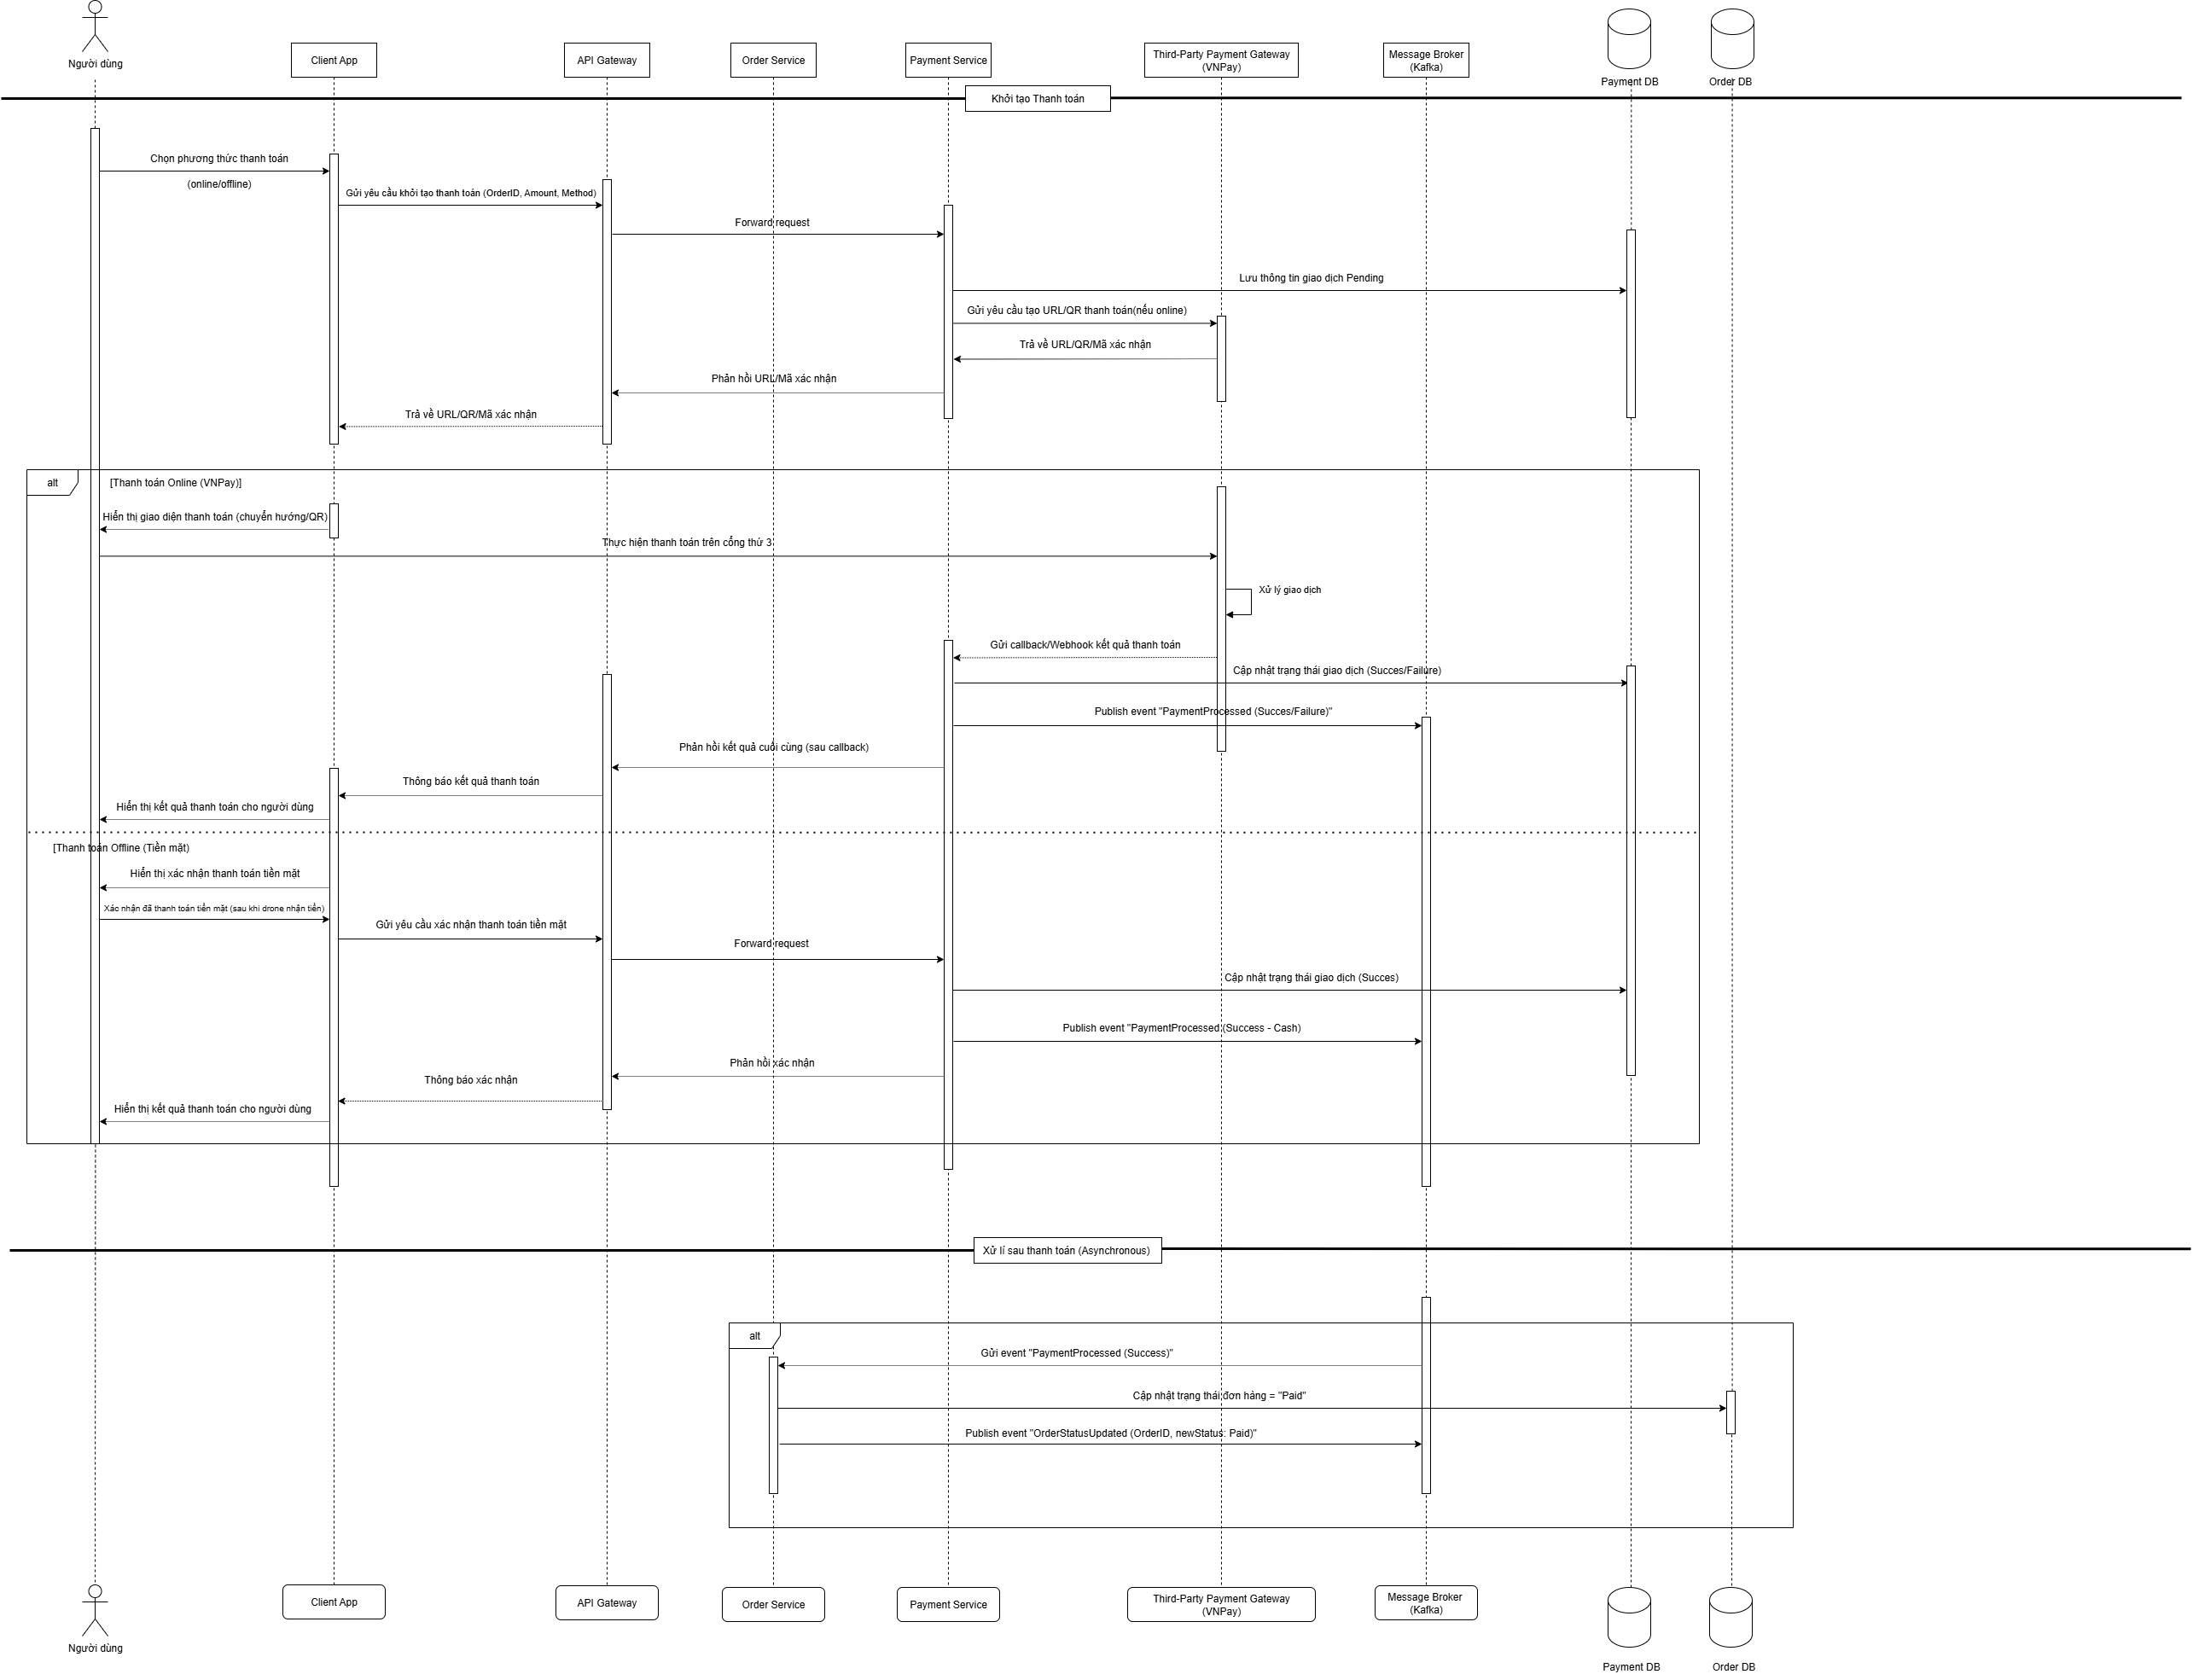 Người dùng
Client App
API Gateway
Order Service
Payment Service
Third-Party Payment Gateway
(VNPay)
Message Broker
(Kafka)
Payment DB
Order DB
Khởi tạo Thanh toán
Chọn phương thức thanh toán
(online/offline)
Gửi yêu cầu khởi tạo thanh toán (OrderID, Amount, Method)
Forward request
Lưu thông tin giao dịch Pending
Gửi yêu cầu tạo URL/QR thanh toán(nếu online)
Trả về URL/QR/Mã xác nhận
Phản hồi URL/Mã xác nhận
Trả về URL/QR/Mã xác nhận
alt
[Thanh toán Online (VNPay)]
Hiển thị giao diện thanh toán (chuyển hướng/QR)
Thực hiện thanh toán trên cổng thứ 3
Xử lý giao dịch
Gửi callback/Webhook kết quả thanh toán
Cập nhật trạng thái giao dịch (Succes/Failure)
Publish event "PaymentProcessed (Succes/Failure)"
Phản hồi kết quả cuối cùng (sau callback)
Thông báo kết quả thanh toán
Hiển thị kết quả thanh toán cho người dùng
[Thanh toán Offline (Tiền mặt)
Hiển thị xác nhận thanh toán tiền mặt
Xác nhận đã thanh toán tiền mặt (sau khi drone nhận tiền)
Gửi yêu cầu xác nhận thanh toán tiền mặt
Forward request
Cập nhật trạng thái giao dịch (Succes)
Publish event "PaymentProcessed (Success - Cash)
Phản hồi xác nhận
Thông báo xác nhận
Hiển thị kết quả thanh toán cho người dùng
Xử lí sau thanh toán (Asynchronous)
alt
Gửi event "PaymentProcessed (Success)"
Cập nhật trạng thái đơn hàng = "Paid"
Publish event "OrderStatusUpdated (OrderID, newStatus: Paid)"
Người dùng
Client App
API Gateway
Order Service
Payment Service
Third-Party Payment Gateway
(VNPay)
Message Broker
(Kafka)
Payment DB
Order DB